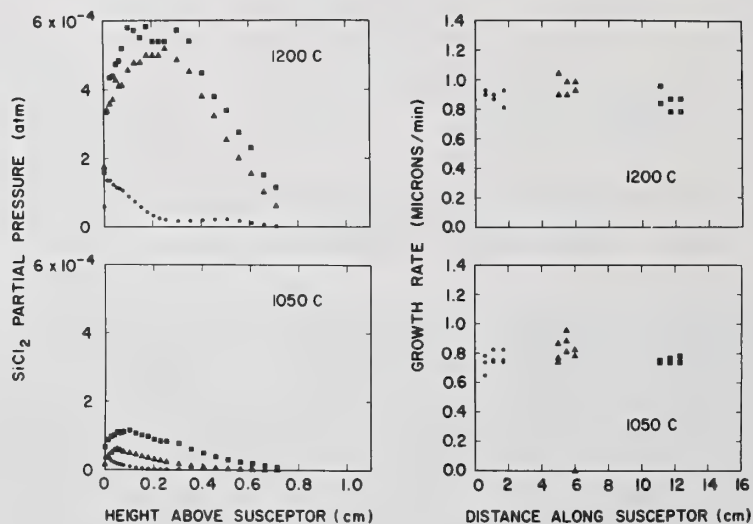 6 x 10⁻⁴
4
2
0
1200 C
SiCl₂ PARTIAL PRESSURE (atm)
6 x 10⁻⁴
4
2
0
1050 C
0.0 0.2 0.4 0.6 0.8 1.0
HEIGHT ABOVE SUSCEPTOR (cm)
1.4
1.2
1.0
0.8
0.6
0.4
0.2
0.0
1200 C
GROWTH RATE (MICRONS/min)
1.4
1.2
1.0
0.8
0.6
0.4
0.2
0.0
1050 C
0 2 4 6 8 10 12 14 16
DISTANCE ALONG SUSCEPTOR (cm)